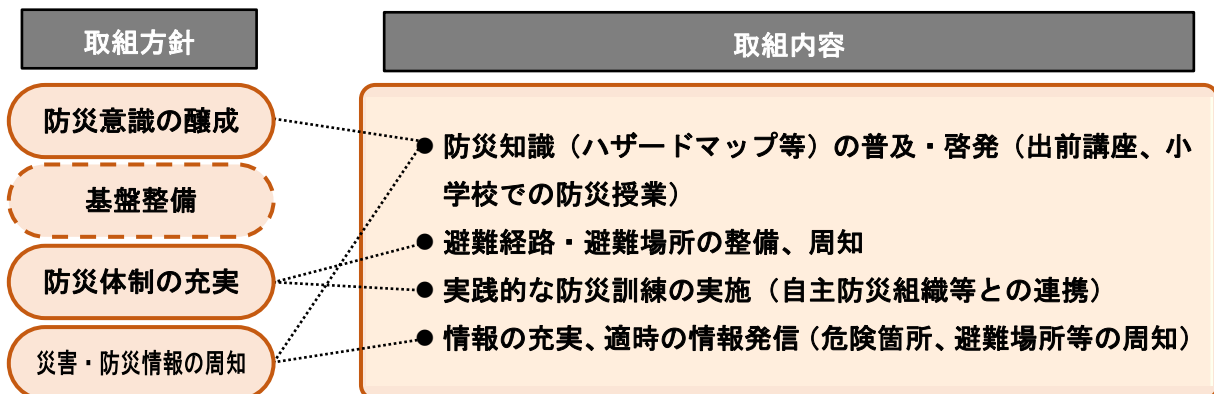 取組方針
取組内容
防災意識の醸成
基盤整備
防災体制の充実
災害・防災情報の周知
● 防災知識（ハザードマップ等）の普及・啓発（出前講座、小
学校での防災授業）
● 避難経路・避難場所の整備、周知
● 実践的な防災訓練の実施（自主防災組織等との連携）
● 情報の充実、適時の情報発信（危険箇所、避難場所等の周知）